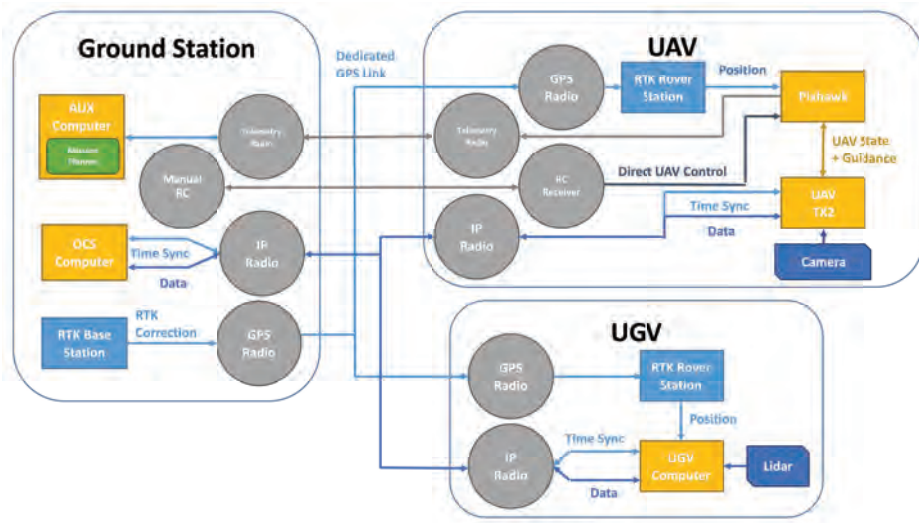 Ground Station
AUX
Computer
Mission
Planner
Telemetry
Radio
Manual
RC
OCS
Computer
Time Sync
Data
IP
Radio
RTK Base
Station
RTK
Correction
GPS
Radio
Dedicated
GPS Link
UAV
GPS
Radio
RTK Rover
Station
Position
Pixhawk
Telemetry
Radio
UAV State
+ Guidance
RC
Receiver
Direct UAV Control
IP
Radio
Time Sync
Data
UAV
TX2
Camera
UGV
GPS
Radio
RTK Rover
Station
Position
IP
Radio
Time Sync
Data
UGV
Computer
Lidar